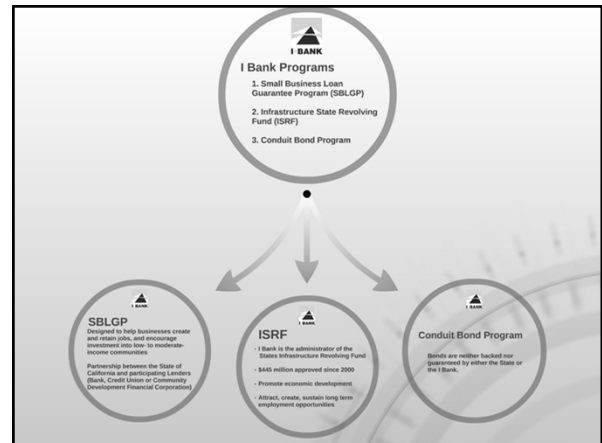 I·BANK
I Bank Programs
1. Small Business Loan
Guarantee Program (SBLGP)
2. Infrastructure State Revolving
Fund (ISRF)
3. Conduit Bond Program
I·BANK
SBLGP
Designed to help businesses create
and retain jobs, and encourage
investment into low- to moderate-
income communities
Partnership between the State of
California and participating Lenders
(Bank, Credit Union or Community
Development Financial Corporation)
I·BANK
ISRF
- I Bank is the administrator of the
States Infrastructure Revolving Fund
- $445 million approved since 2000
- Promote economic development
- Attract, create, sustain long term
employment opportunities
I·BANK
Conduit Bond Program
Bonds are neither backed nor
guaranteed by either the State or
the I Bank.